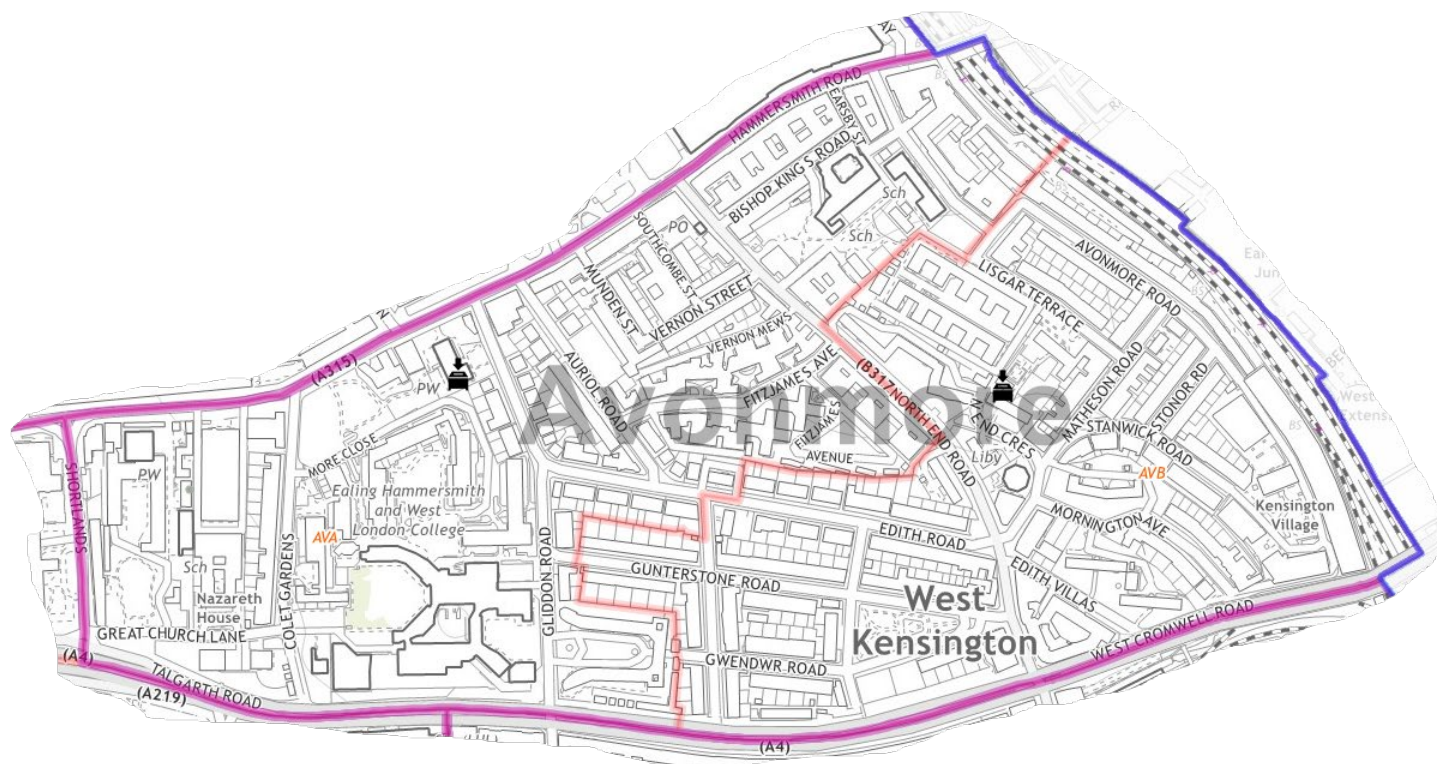 HAMMERSMITH ROAD
EARSBY ST
BISHOP KING S ROAD
Sch
Sch
PO
SOUTHCOMBE ST
MUNDEN ST
VERNON STREET
VERNON MEWS
LISGAR TERRACE
AVONMORE ROAD
BS
BS
BS
BS
(A315)
PW
AURIOL ROAD
FITZJAMES AVE
FITZJAMES
AVENUE
(B317
NORTH END ROAD
Avonmore
N END CRES
MATHESON ROAD
STONOR RD
STANWICK ROAD
Liby
AVB
MORE CLOSE
SHORTLANDS
PW
Ealing Hammersmith
and West
London College
AVA
Sch
Nazareth
House
COLET GARDENS
GLIDDON ROAD
GREAT CHURCH LANE
EDITH ROAD
GUNTERSTONE ROAD
MORNINGTON AVE
EDITH VILLAS
Kensington
Village
West
Kensington
GWENDWR ROAD
WEST CROMWELL ROAD
(A4)
TALGARTH ROAD
(A219)
(A4)